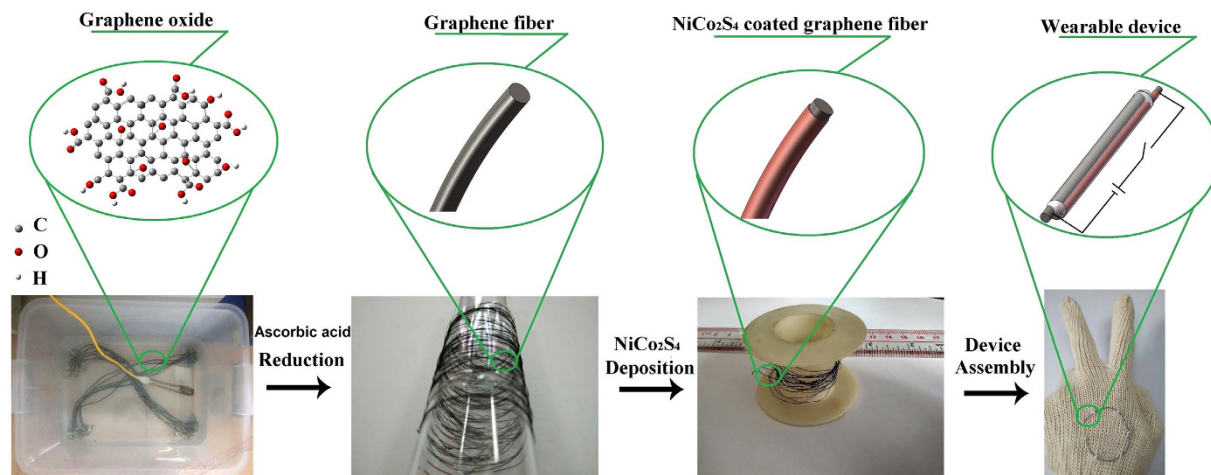 Graphene oxide
Graphene fiber
NiCo₂S₄ coated graphene fiber
Wearable device
C
O
H
Ascorbic acid
Reduction
NiCo₂S₄
Deposition
Device
Assembly